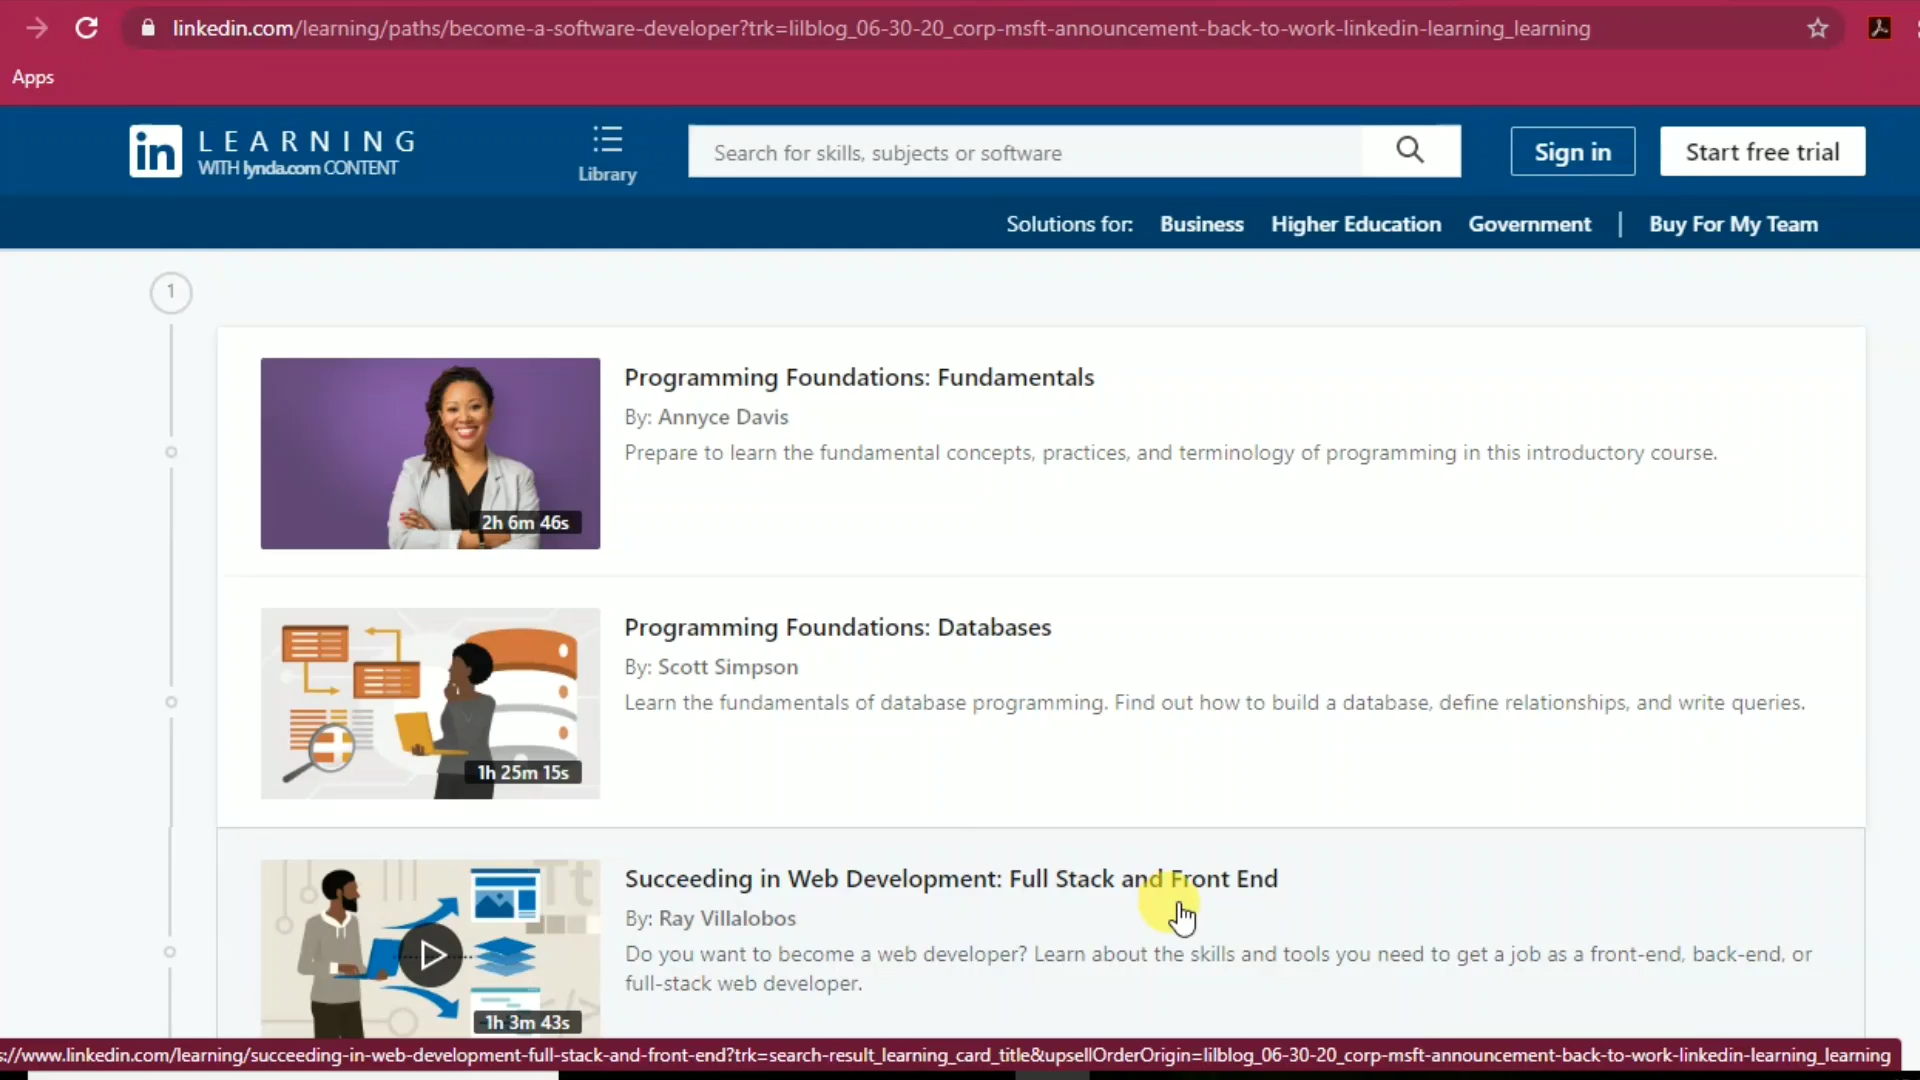 linkedin.com/learning/paths/become-a-software-developer?trk=lilblog_06-30-20_corp-msft-announcement-back-to-work-linkedin-learning_learning
Apps
in LEARNING
WITH lynda.com CONTENT
Library
Search for skills, subjects or software
Sign in
Start free trial
Solutions for: Business Higher Education Government | Buy For My Team
1
Programming Foundations: Fundamentals
By: Annyce Davis
Prepare to learn the fundamental concepts, practices, and terminology of programming in this introductory course.
2h 6m 46s
Programming Foundations: Databases
By: Scott Simpson
Learn the fundamentals of database programming. Find out how to build a database, define relationships, and write queries.
1h 25m 15s
Succeeding in Web Development: Full Stack and Front End
By: Ray Villalobos
Do you want to become a web developer? Learn about the skills and tools you need to get a job as a front-end, back-end, or
full-stack web developer.
Tt
</>
1h 3m 43s
s://www.linkedin.com/learning/succeeding-in-web-development-full-stack-and-front-end?trk=search-result_learning_card_title&upsellOrderOrigin=lilblog_06-30-20_corp-msft-announcement-back-to-work-linkedin-learning_learning